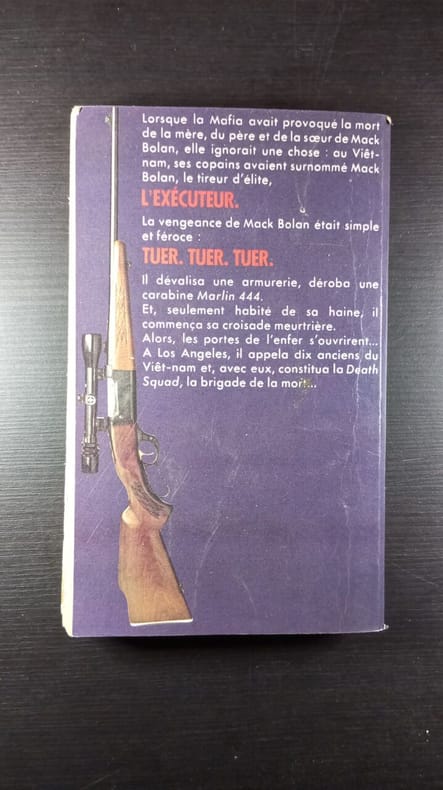 Lorsque la Mafia avait provoqué la mort
de la mère, du père et de la sœur de Mack
Bolan, elle ignorait une chose : au Viêt-
nam, ses copains avaient surnommé Mack
Bolan, le tireur d'élite,
L'EXÉCUTEUR.
La vengeance de Mack Bolan était simple
et féroce :
TUER. TUER. TUER.
Il dévalisa une armurerie, déroba une
carabine Marlin 444.
Et, seulement habité de sa haine, il
commença sa croisade meurtrière.
Alors, les portes de l'enfer s'ouvrirent...
A Los Angeles, il appela dix anciens du
Viêt-nam et, avec eux, constitua la Death
Squad, la brigade de la mort...